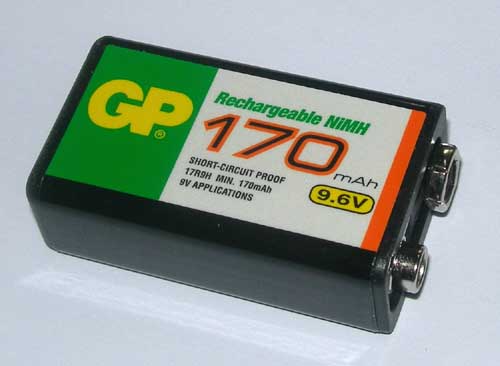 GP®
Rechargeable NiMH
170 mAh
SHORT-CIRCUIT PROOF
17R9H MIN. 170mAh
9V APPLICATIONS
9.6V